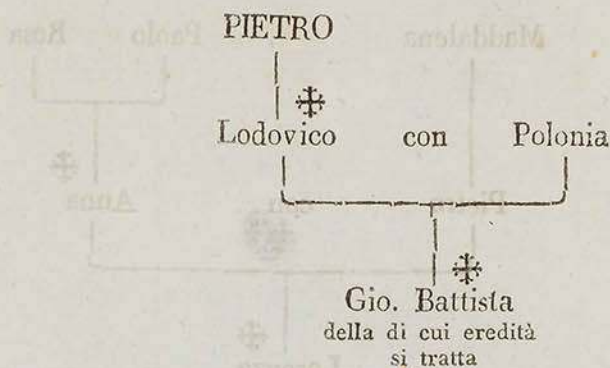 PIETRO
Lodovico con Polonia
Gio. Battista
della di cui eredità
si tratta